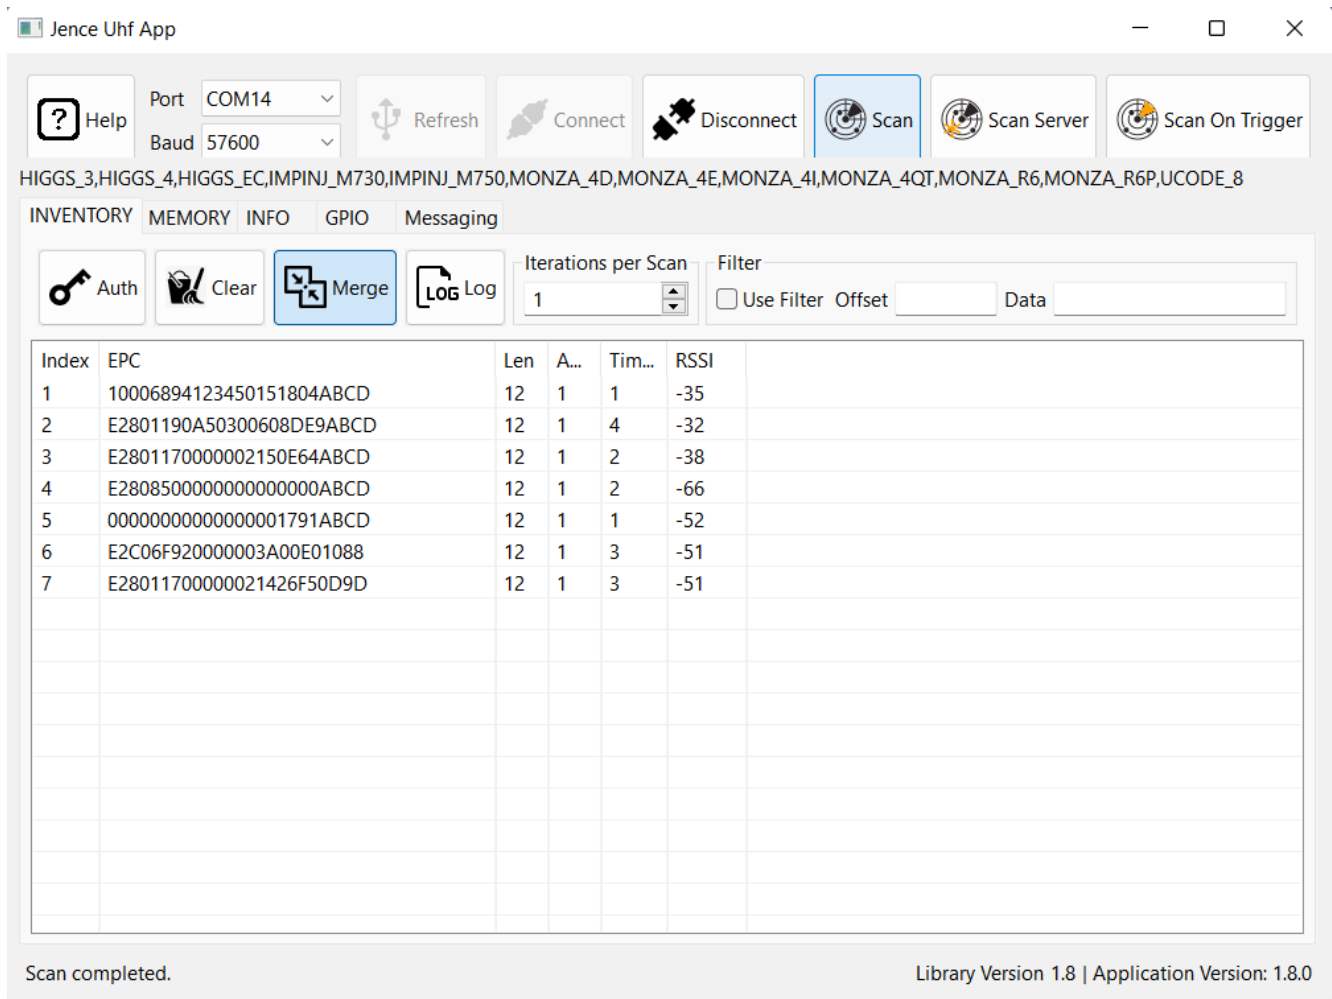 Jence Uhf App
Help
Port COM14
Baud 57600
Refresh
Connect
Disconnect
Scan
Scan Server
Scan On Trigger
HIGGS_3,HIGGS_4,HIGGS_EC,IMPINJ_M730,IMPINJ_M750,MONZA_4D,MONZA_4E,MONZA_4I,MONZA_4QT,MONZA_R6,MONZA_R6P,UCODE_8
INVENTORY MEMORY INFO GPIO Messaging
Auth
Clear
Merge
LOG Log
Iterations per Scan
1
Filter
Use Filter Offset Data
Index EPC Len A... Tim... RSSI
1 10006894123450151804ABCD 12 1 1 -35
2 E2801190A50300608DE9ABCD 12 1 4 -32
3 E2801170000002150E64ABCD 12 1 2 -38
4 E28085000000000000000ABCD 12 1 2 -66
5 00000000000000001791ABCD 12 1 1 -52
6 E2C06F920000003A00E01088 12 1 3 -51
7 E28011700000021426F50D9D 12 1 3 -51
Scan completed.
Library Version 1.8 | Application Version: 1.8.0